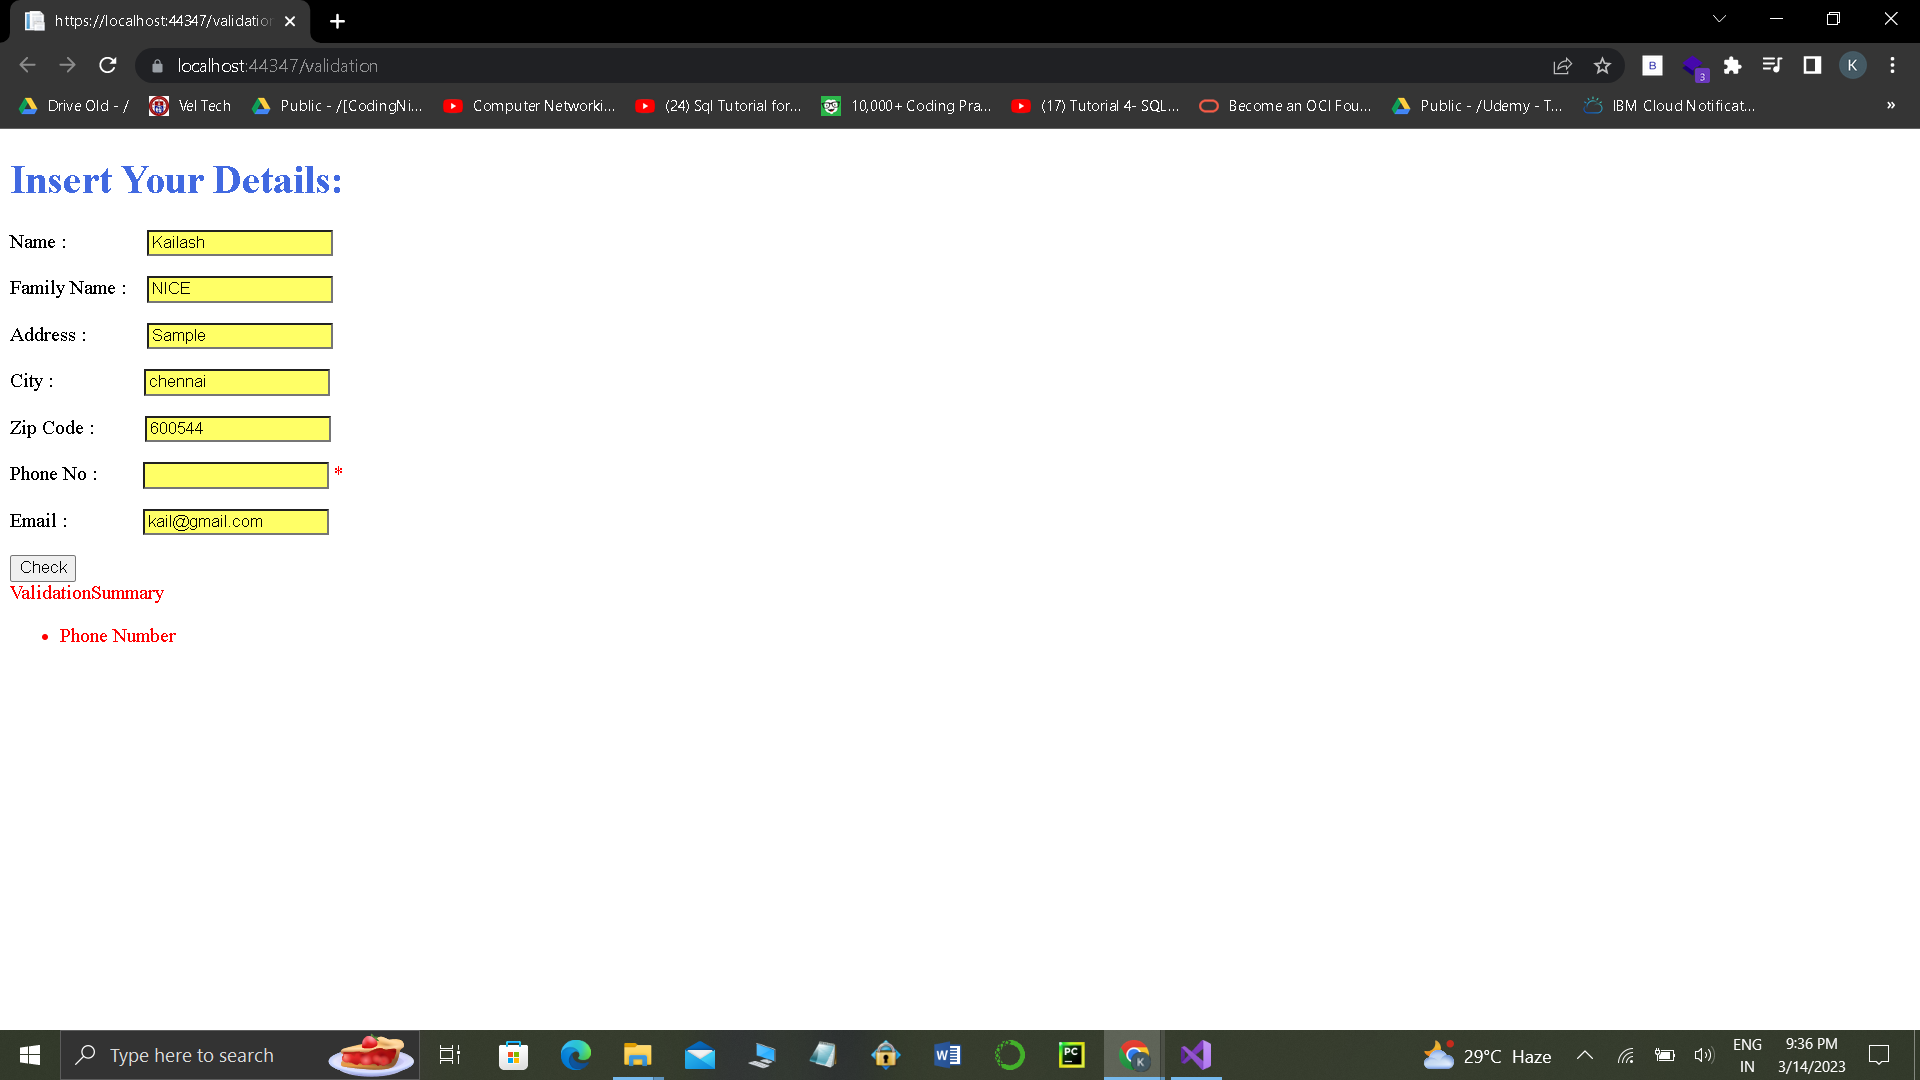 https://localhost:44347/validation
localhost:44347/validation
B
3
K
Drive Old - /
Vel Tech
Public - /[CodingNi...
Computer Networki...
(24) Sql Tutorial for...
10,000+ Coding Pra...
(17) Tutorial 4- SQL...
Become an OCI Fou...
Public - /Udemy - T...
IBM Cloud Notificat...
»
Insert Your Details:
Name : Kailash
Family Name : NICE
Address : Sample
City : chennai
Zip Code : 600544
Phone No : *
Email : kail@gmail.com
Check
ValidationSummary
• Phone Number
Type here to search
W
PC
K
29°C Haze
ENG
IN
9:36 PM
3/14/2023